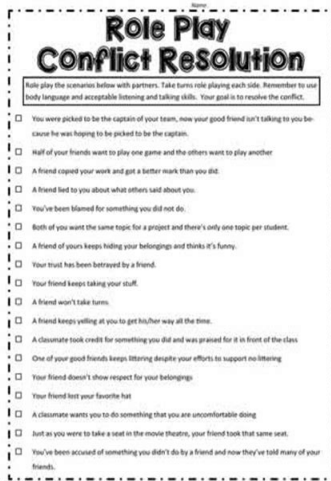 Name
Role Play
Conflict Resolution
Role play the scenarios below with partners. Take turns role playing each side. Remember to use
body language and acceptable listening and talking skills. Your goal is to resolve the conflict.
You were picked to be the captain of your team, now your good friend isn't talking to you be-
cause he was hoping to be picked to be the captain.
Half of your friends want to play one game and the others want to play another
A friend copied your work and got a better mark than you did.
A friend lied to you about what others said about you.
You've been blamed for something you did not do.
Both of you want the same topic for a project and there's only one topic per student.
A friend of yours keeps hiding your belongings and thinks it's funny.
Your trust has been betrayed by a friend.
Your friend keeps taking your stuff.
A friend won't take turns.
A friend keeps yelling at you to get his/her way all the time.
A classmate took credit for something you did and was praised for it in front of the class
One of your good friends keeps littering despite your efforts to support no littering
Your friend doesn't show respect for your belongings
Your friend lost your favorite hat
A classmate wants you to do something that you are uncomfortable doing
Just as you were to take a seat in the movie theatre, your friend took that same seat.
You've been accused of something you didn't do by a friend and now they've told many of your
friends.